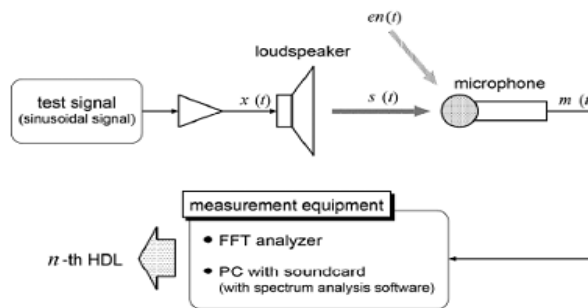 en(t)
loudspeaker
microphone
test signal
(sinusoidal signal)
x (t)
s (t)
m (t
measurement equipment
• FFT analyzer
• PC with soundcard
(with spectrum analysis software)
n-th HDL